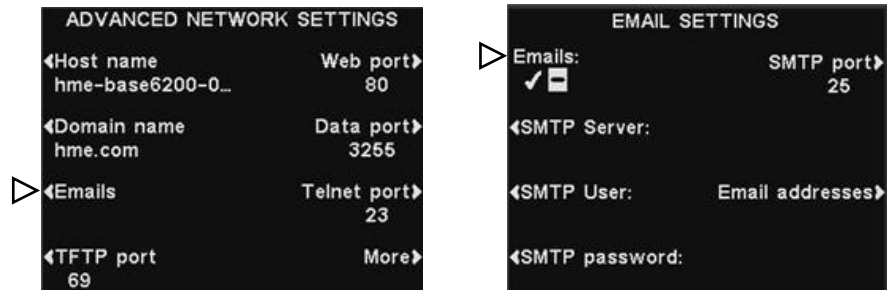 ADVANCED NETWORK SETTINGS
Host name Web port
hme-base6200-0… 80
Domain name Data port
hme.com 3255
Emails Telnet port
23
TFTP port More
69
EMAIL SETTINGS
Emails: SMTP port
25
SMTP Server:
SMTP User: Email addresses
SMTP password: